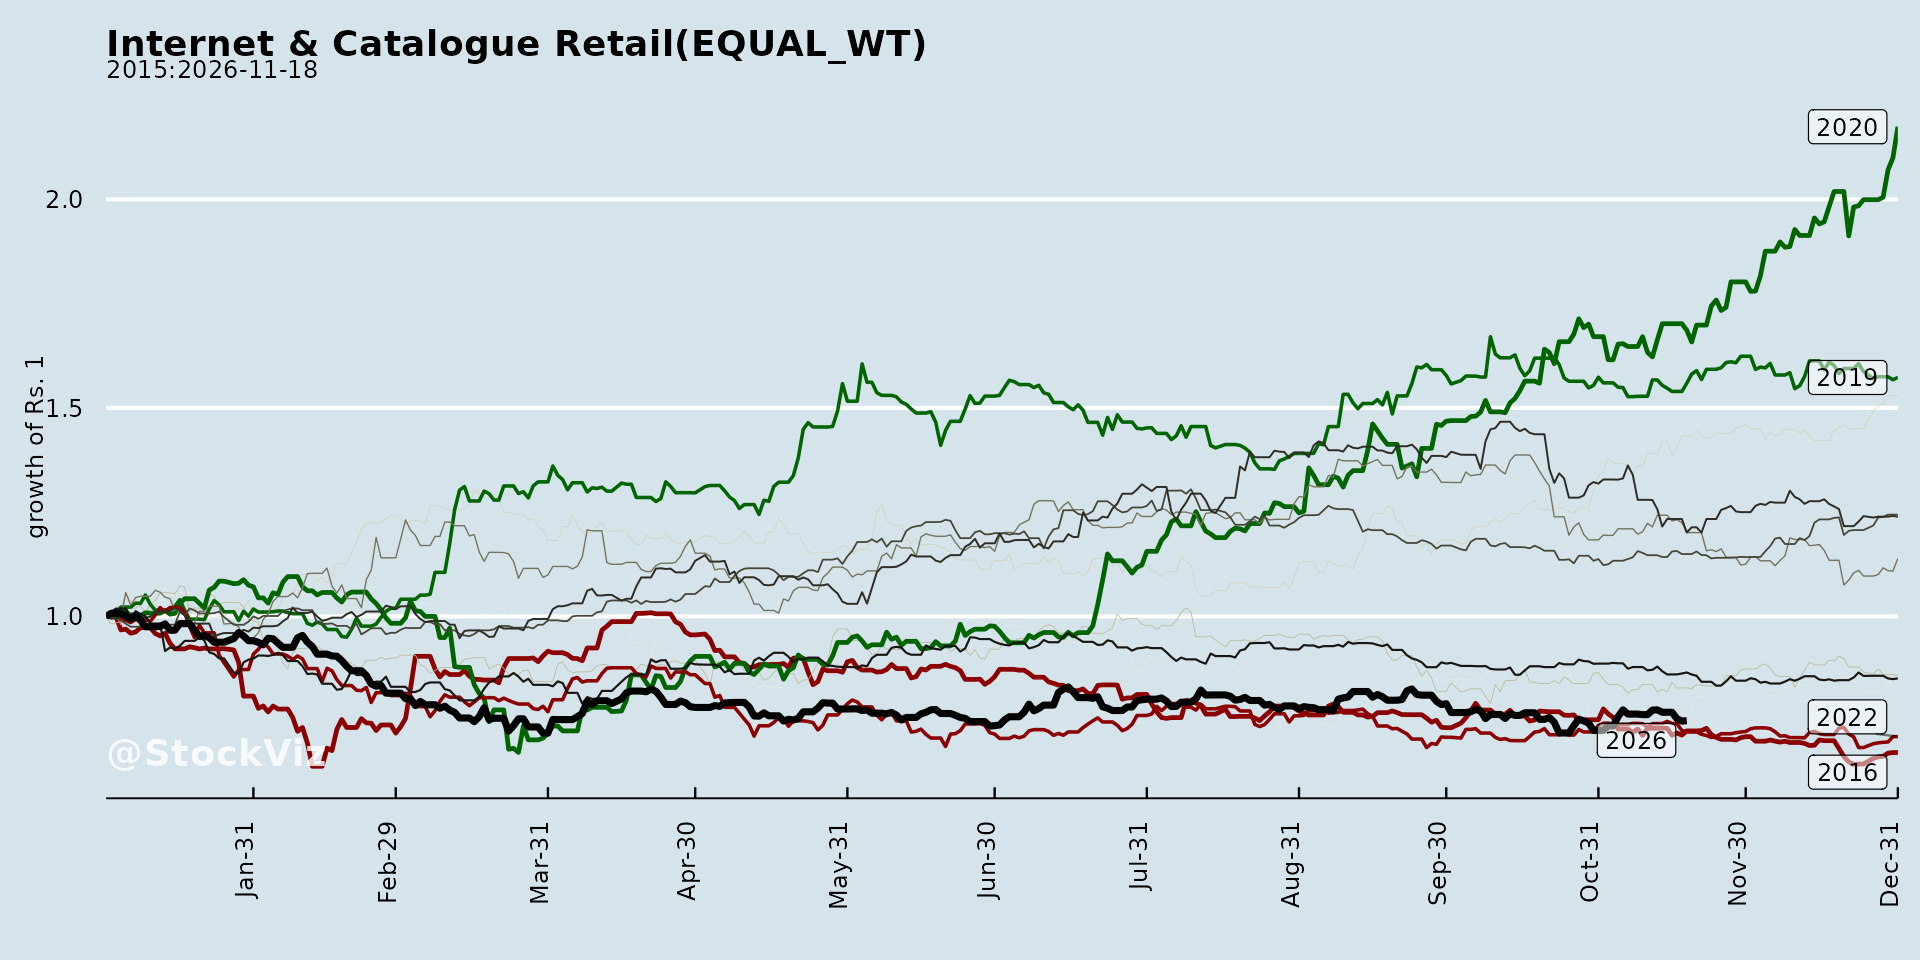 Internet & Catalogue Retail(EQUAL_WT)
2015:2026-11-18
growth of Rs. 1
2.0
1.5
1.0
2020
2019
2022
2026
2016
@StockViz
Jan-31
Feb-29
Mar-31
Apr-30
May-31
Jun-30
Jul-31
Aug-31
Sep-30
Oct-31
Nov-30
Dec-31